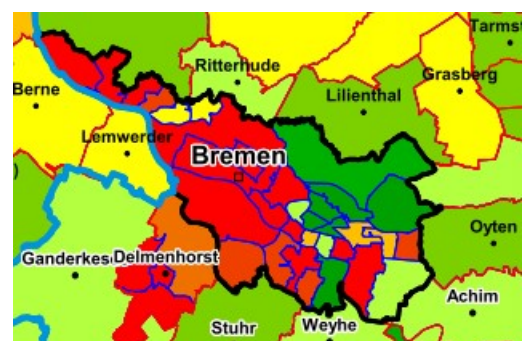 Tarmst
Ritterhude
Grasberg
Berne
Lilienthal
Lemwerder
Bremen
)
Oyten
Ganderkes
Delmenhorst
Achim
Stuhr
Weyhe